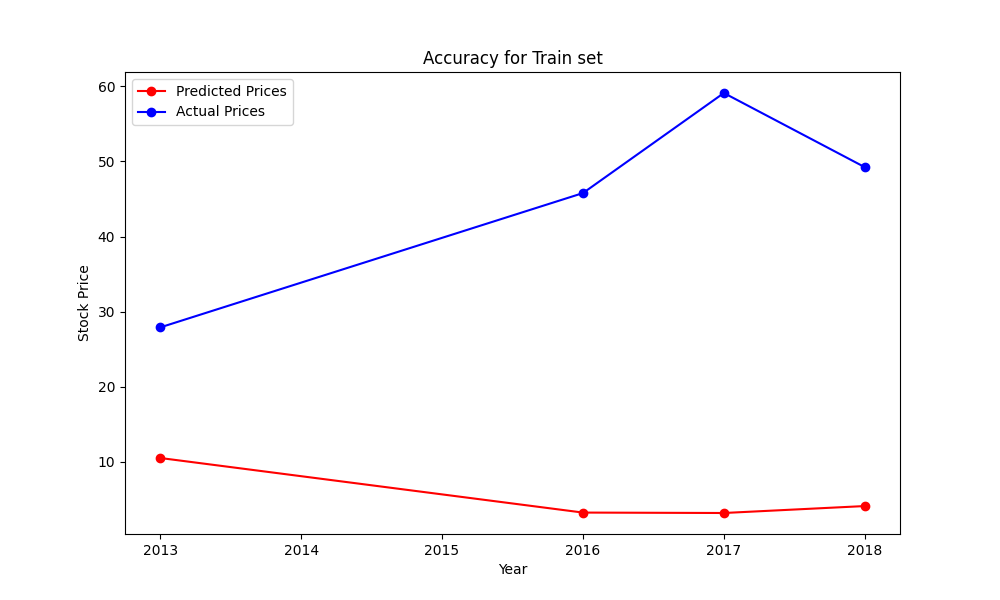 Accuracy for Train set
Predicted Prices
Actual Prices
60
50
40
30
20
10
Stock Price
2013 2014 2015 2016 2017 2018
Year